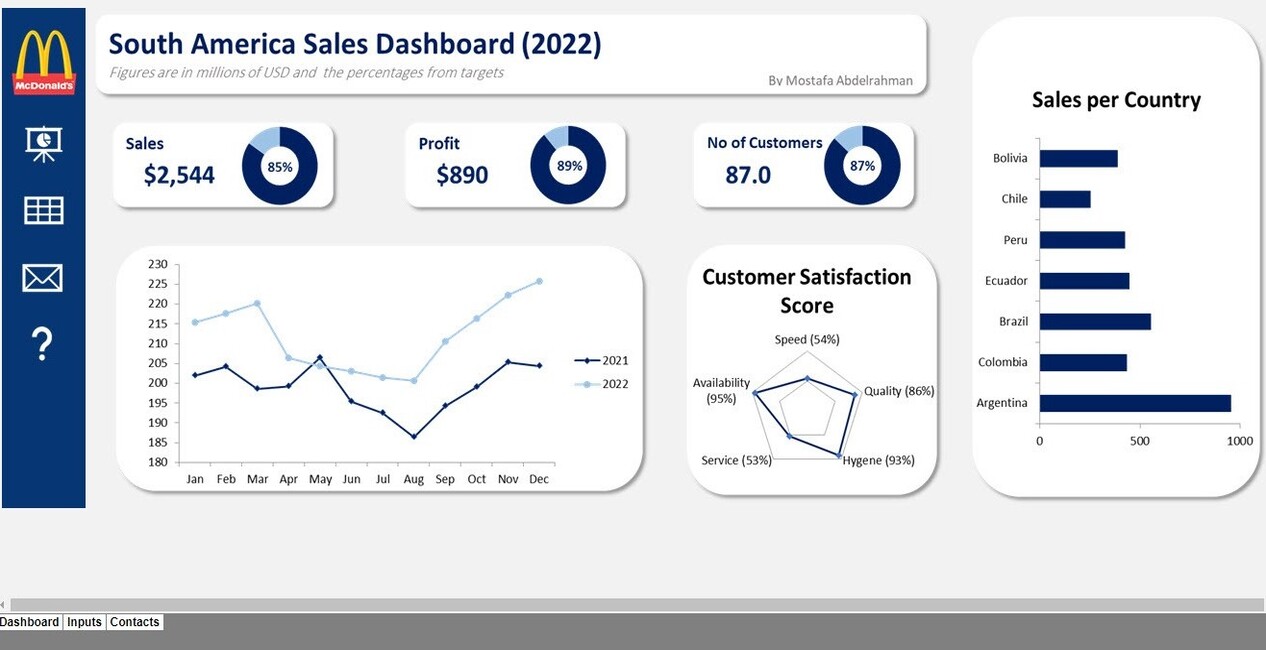 McDonald's
South America Sales Dashboard (2022)
Figures are in millions of USD and the percentages from targets
By Mostafa Abdelrahman
Sales
$2,544
85%
Profit
$890
89%
No of Customers
87.0
87%
230
225
220
215
210
205
200
195
190
185
180
Jan Feb Mar Apr May Jun Jul Aug Sep Oct Nov Dec
2021
2022
Customer Satisfaction
Score
Speed (54%)
Availability
(95%)
Quality (86%)
Service (53%)
Hygene (93%)
Sales per Country
Bolivia
Chile
Peru
Ecuador
Brazil
Colombia
Argentina
0 500 1000
?
Dashboard Inputs Contacts